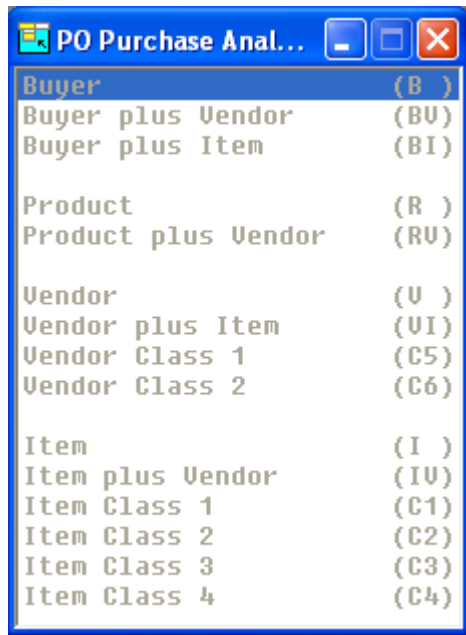 PO Purchase Anal...
Buyer (B )
Buyer plus Vendor (BV)
Buyer plus Item (BI)
Product (R )
Product plus Vendor (RV)
Vendor (V )
Vendor plus Item (VI)
Vendor Class 1 (C5)
Vendor Class 2 (C6)
Item (I )
Item plus Vendor (IV)
Item Class 1 (C1)
Item Class 2 (C2)
Item Class 3 (C3)
Item Class 4 (C4)